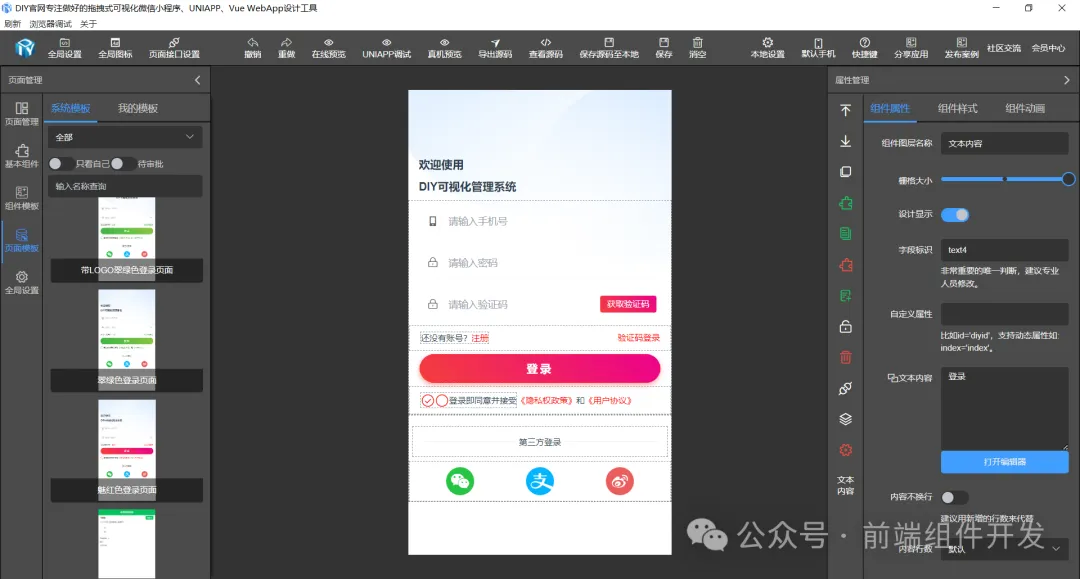 DIY官网专注做好的拖拽式可视化微信小程序、UNIAPP、Vue WebApp设计工具
刷新 浏览器调试 关于
全局设置 全局图标 页面接口设置 撤销 重做 在线预览 UNIAPP调试 真机预览 导出源码 查看源码 保存源码至本地 保存 清空 本地设置 默认手机 快捷键 分享应用 发布案例 社区交流 会员中心
页面管理
页面管理
基本组件
组件模板
页面模板
全局设置
系统模板 我的模板
全部
只看自己 待审批
输入名称查询
带LOGO翠绿色登录页面
翠绿色登录页面
魅红色登录页面
欢迎使用
DIY可视化管理系统
请输入手机号
请输入密码
请输入验证码 获取验证码
还没有账号？注册 验证码登录
登录
登录即同意并接受《隐私权政策》和《用户协议》
第三方登录
文本
内容
属性管理
组件属性 组件样式 组件动画
组件图层名称 文本内容
栅格大小
设计显示
字段标识 text4
非常重要的唯一判断，建议专业
人员修改。
自定义属性
比如id='diyid'，支持动态属性如:
index='index'。
文本内容 登录
打开编辑器
内容不换行
建议用新增的行数来代替
内容行数 默认
公众号·前端组件开发